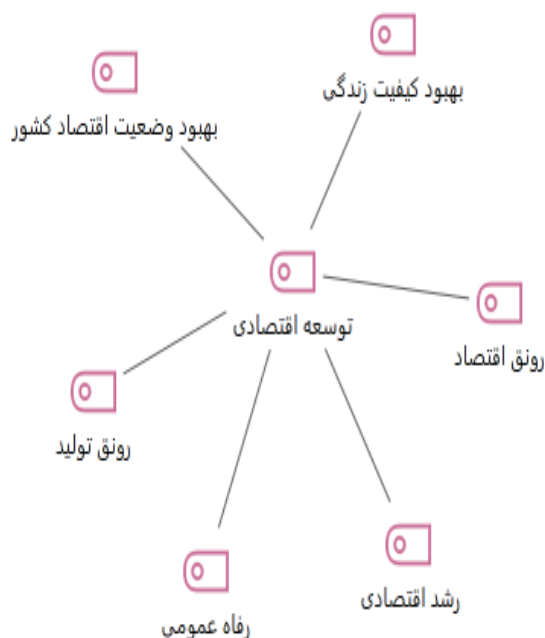 بهبود کیفیت زندگی
بهبود وضعیت اقتصاد کشور
توسعه اقتصادی
رونق اقتصاد
رونق تولید
رشد اقتصادی
رفاه عمومی